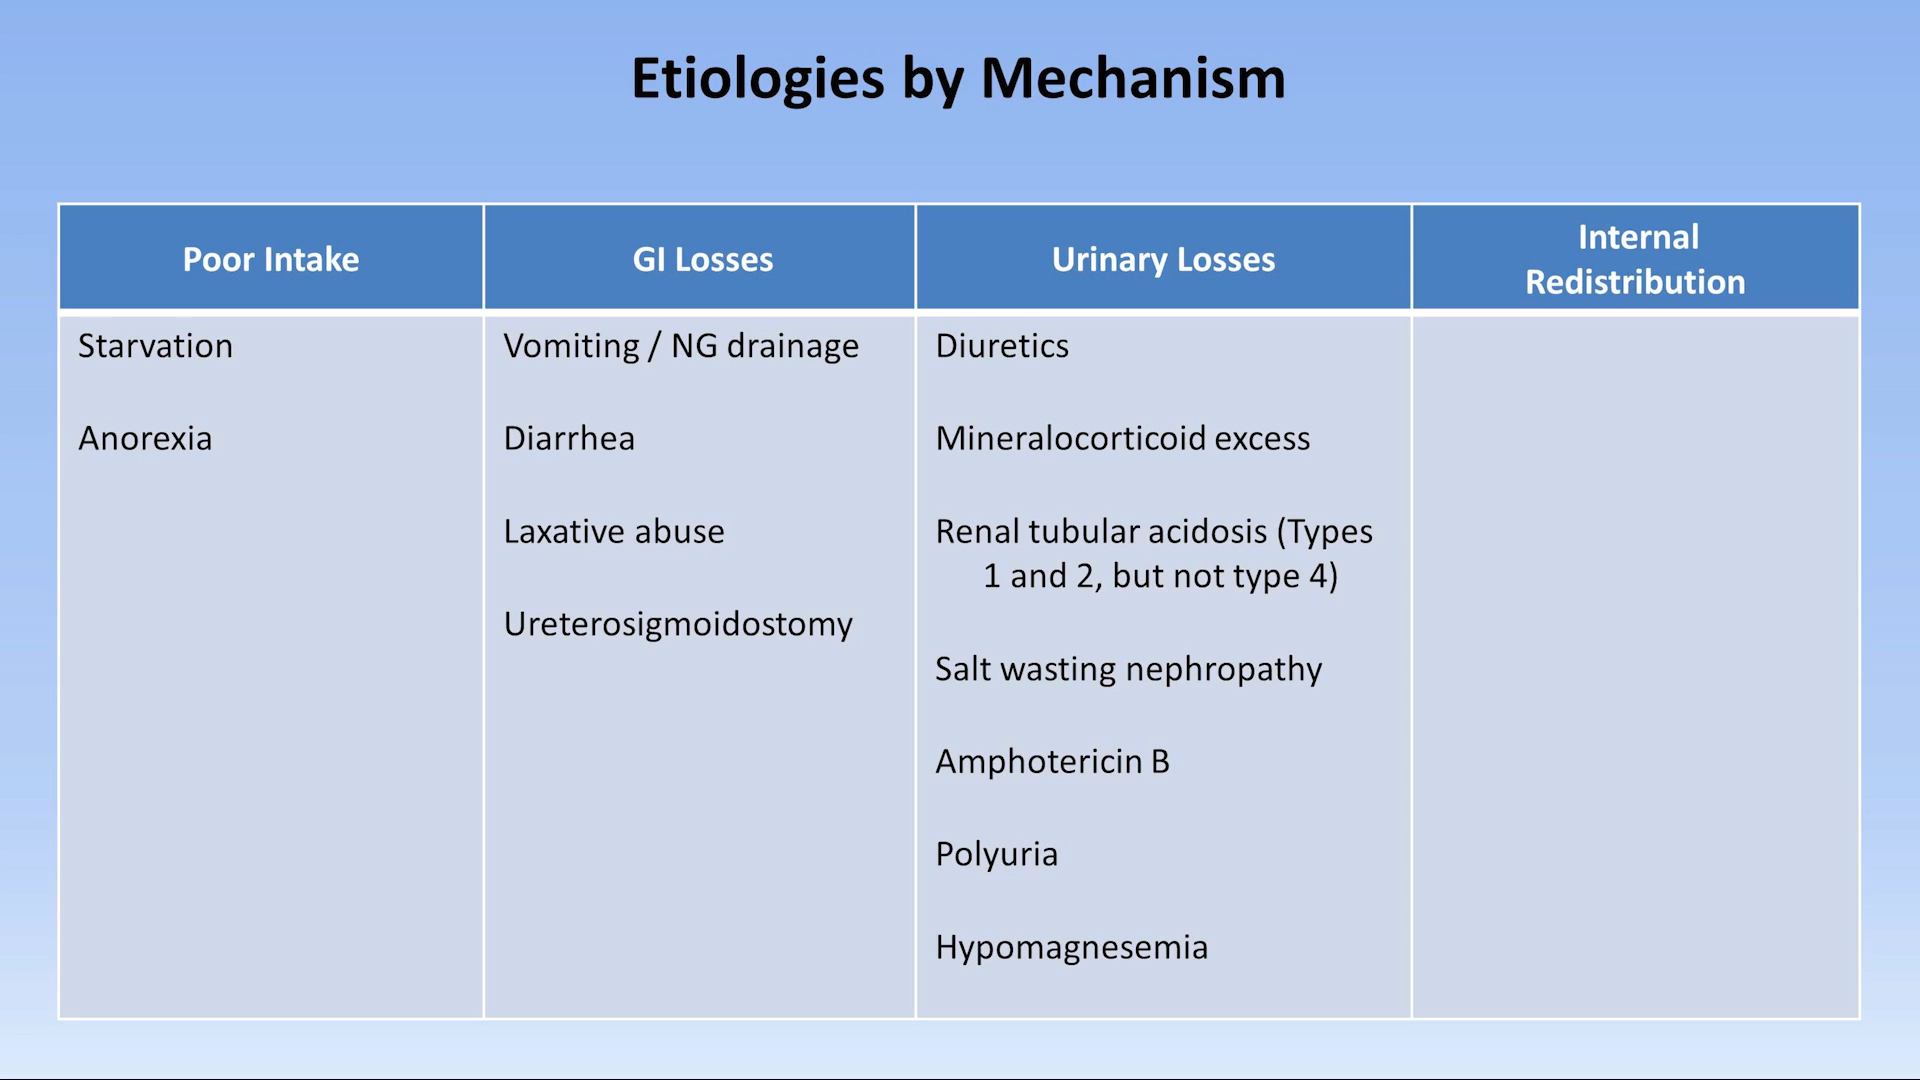 Etiologies by Mechanism
Poor Intake
GI Losses
Urinary Losses
Internal
Redistribution
Starvation
Anorexia
Vomiting / NG drainage
Diarrhea
Laxative abuse
Ureterosigmoidostomy
Diuretics
Mineralocorticoid excess
Renal tubular acidosis (Types
1 and 2, but not type 4)
Salt wasting nephropathy
Amphotericin B
Polyuria
Hypomagnesemia